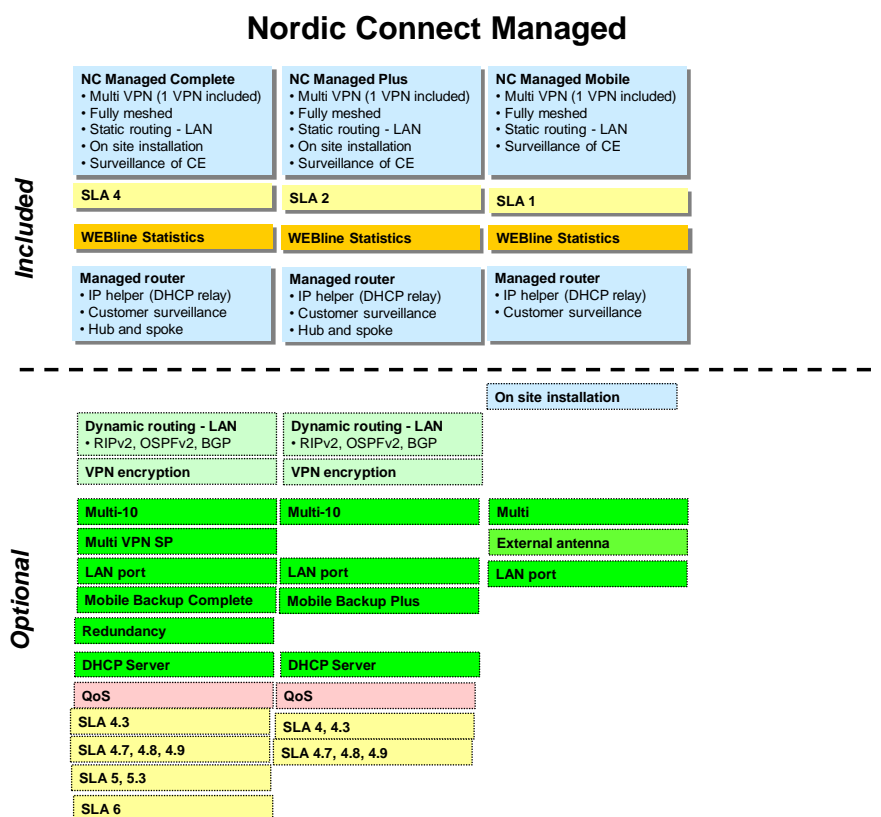 Nordic Connect Managed
Included
NC Managed Complete
• Multi VPN (1 VPN included)
• Fully meshed
• Static routing - LAN
• On site installation
• Surveillance of CE
NC Managed Plus
• Multi VPN (1 VPN included)
• Fully meshed
• Static routing - LAN
• On site installation
• Surveillance of CE
NC Managed Mobile
• Multi VPN (1 VPN included)
• Fully meshed
• Static routing - LAN
• Surveillance of CE
SLA 4
SLA 2
SLA 1
WEBline Statistics
WEBline Statistics
WEBline Statistics
Managed router
• IP helper (DHCP relay)
• Customer surveillance
• Hub and spoke
Managed router
• IP helper (DHCP relay)
• Customer surveillance
• Hub and spoke
Managed router
• IP helper (DHCP relay)
• Customer surveillance
Optional
On site installation
Dynamic routing - LAN
• RIPv2, OSPFv2, BGP
Dynamic routing - LAN
• RIPv2, OSPFv2, BGP
VPN encryption
VPN encryption
Multi-10
Multi-10
Multi
Multi VPN SP
External antenna
LAN port
LAN port
LAN port
Mobile Backup Complete
Mobile Backup Plus
Redundancy
DHCP Server
DHCP Server
QoS
QoS
SLA 4.3
SLA 4, 4.3
SLA 4.7, 4.8, 4.9
SLA 4.7, 4.8, 4.9
SLA 5, 5.3
SLA 6